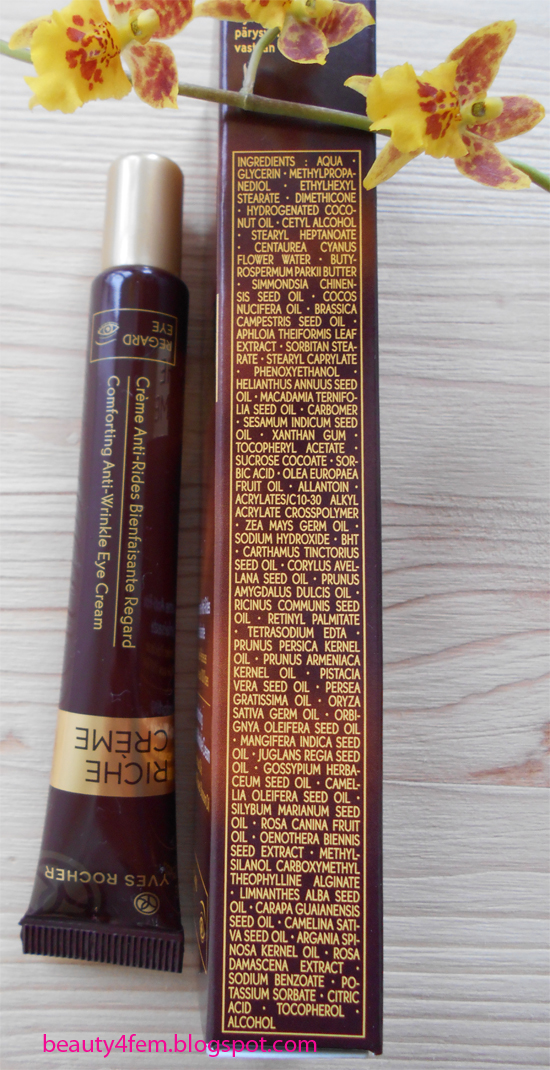 pärys
vast
INGREDIENTS : AQUA
GLYCERIN • METHYLPROPA-
NEDIOL • ETHYLHEXYL
STEARATE • DIMETHICONE
• HYDROGENATED COCO-
NUT OIL • CETYL ALCOHOL
• STEARYL HEPTANOATE
• CENTAUREA CYANUS
FLOWER WATER • BUTY-
ROSPERMUM PARKII BUTTER
• SIMMONDSIA CHINEN-
SIS SEED OIL • COCOS
NUCIFERA OIL • BRASSICA
CAMPESTRIS SEED OIL •
APHLOIA THEIFORMIS LEAF
EXTRACT • SORBITAN STEA-
RATE • STEARYL CAPRYLATE
• PHENOXYETHANOL •
HELIANTHUS ANNUUS SEED
OIL • MACADAMIA TERNIFO-
LIA SEED OIL • CARBOMER
• SESAMUM INDICUM SEED
OIL • XANTHAN GUM •
TOCOPHERYL ACETATE •
SUCROSE COCOATE • SOR-
BIC ACID • OLEA EUROPAEA
FRUIT OIL • ALLANTOIN •
ACRYLATES/C10-30 ALKYL
ACRYLATE CROSSPOLYMER
• ZEA MAYS GERM OIL •
SODIUM HYDROXIDE • BHT
• CARTHAMUS TINCTORIUS
SEED OIL • CORYLUS AVEL-
LANA SEED OIL • PRUNUS
AMYGDALUS DULCIS OIL •
RICINUS COMMUNIS SEED
OIL • RETINYL PALMITATE
• TETRASODIUM EDTA •
PRUNUS PERSICA KERNEL
OIL • PRUNUS ARMENIACA
KERNEL OIL • PISTACIA
VERA SEED OIL • PERSEA
GRATISSIMA OIL • ORYZA
SATIVA GERM OIL • ORBI-
GNYA OLEIFERA SEED OIL
• MANGIFERA INDICA SEED
OIL • JUGLANS REGIA SEED
OIL • GOSSYPIUM HERBA-
CEUM SEED OIL • CAMEL-
LIA OLEIFERA SEED OIL •
SILYBUM MARIANUM SEED
OIL • ROSA CANINA FRUIT
OIL • OENOTHERA BIENNIS
SEED EXTRACT • METHYL-
SILANOL CARBOXYMETHYL
THEOPHYLLINE ALGINATE
• LIMNANTHES ALBA SEED
OIL • CARAPA GUAIANENSIS
SEED OIL • CAMELINA SATI-
VA SEED OIL • ARGANIA SPI-
NOSA KERNEL OIL • ROSA
DAMASCENA EXTRACT •
SODIUM BENZOATE • PO-
TASSIUM SORBATE • CITRIC
ACID • TOCOPHEROL •
ALCOHOL
REGARD
EYE
Crème Anti-Rides Bienfaisante Regard
Comforting Anti-Wrinkle Eye Cream
RICHE
CRÈME
YVES ROCHER
beauty4fem.blogspot.com